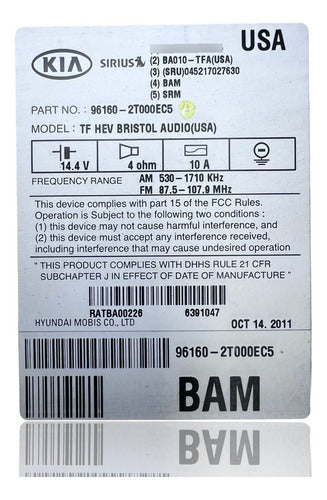 USA
KIA SIRIUS (2) BA010-TFA(USA)
(3) (SRU)045217027630
(4) BAM
(5) SRM
PART NO. : 96160-2T000EC5
MODEL: TF HEV BRISTOL AUDIO(USA)
14.4 V 4 ohm 10 A
FREQUENCY RANGE AM 530-1710 KHz
FM 87.5-107.9 MHz
This device complies with part 15 of the FCC Rules.
Operation is Subject to the following two conditions :
(1) this device may not cause harmful interference, and
(2) this device must accept any interference received,
including interference that may cause undesired operation
" THIS PRODUCT COMPLIES WITH DHHS RULE 21 CFR
SUBCHAPTER J IN EFFECT OF DATE OF MANUFACTURE "
RATBA00226 6391047
HYUNDAI MOBIS CO., LTD OCT 14. 2011
96160-2T000EC5
BAM